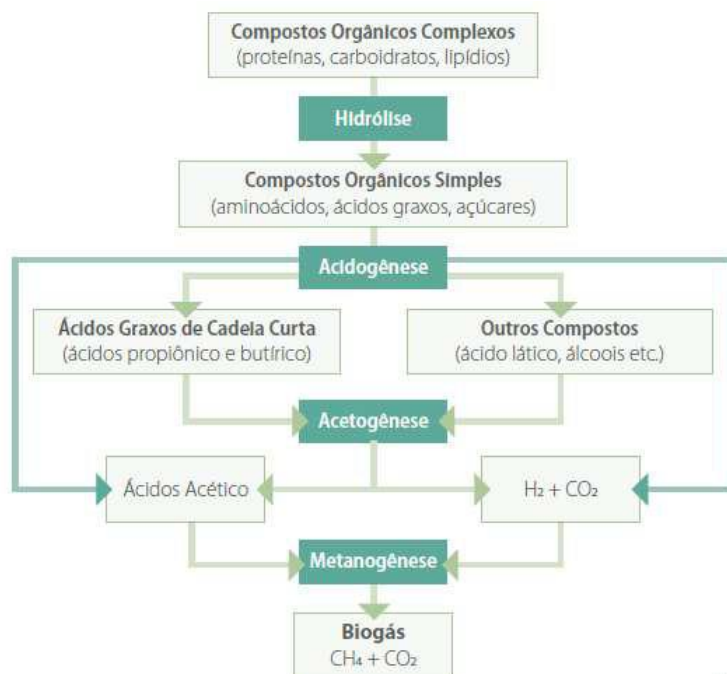 Compostos Orgânicos Complexos
(proteínas, carboidratos, lipídios)
Hidrólise
Compostos Orgânicos Simples
(aminoácidos, ácidos graxos, açúcares)
Acidogênese
Ácidos Graxos de Cadeia Curta
(ácidos propiônico e butírico)
Outros Compostos
(ácido lático, álcoois etc.)
Acetogênese
Ácidos Acético
H₂ + CO₂
Metanogênese
Biogás
CH₄ + CO₂